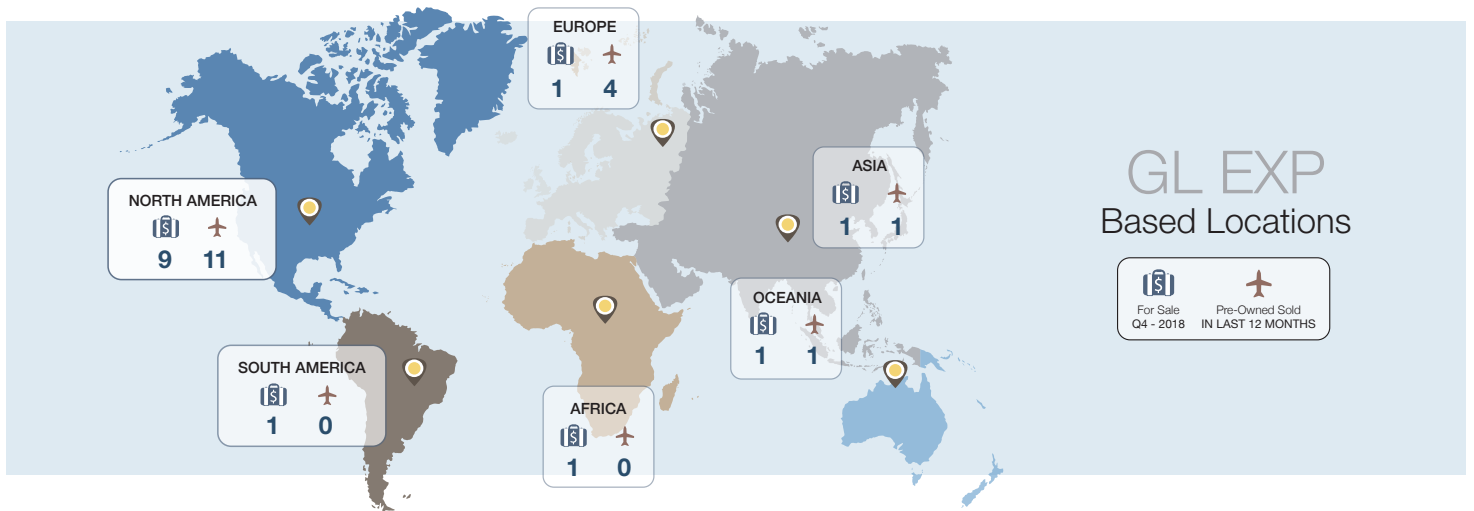 EUROPE
1 4
NORTH AMERICA
9 11
ASIA
1 1
OCEANIA
1 1
SOUTH AMERICA
1 0
AFRICA
1 0
GL EXP
Based Locations
For Sale
Q4 - 2018
Pre-Owned Sold
IN LAST 12 MONTHS